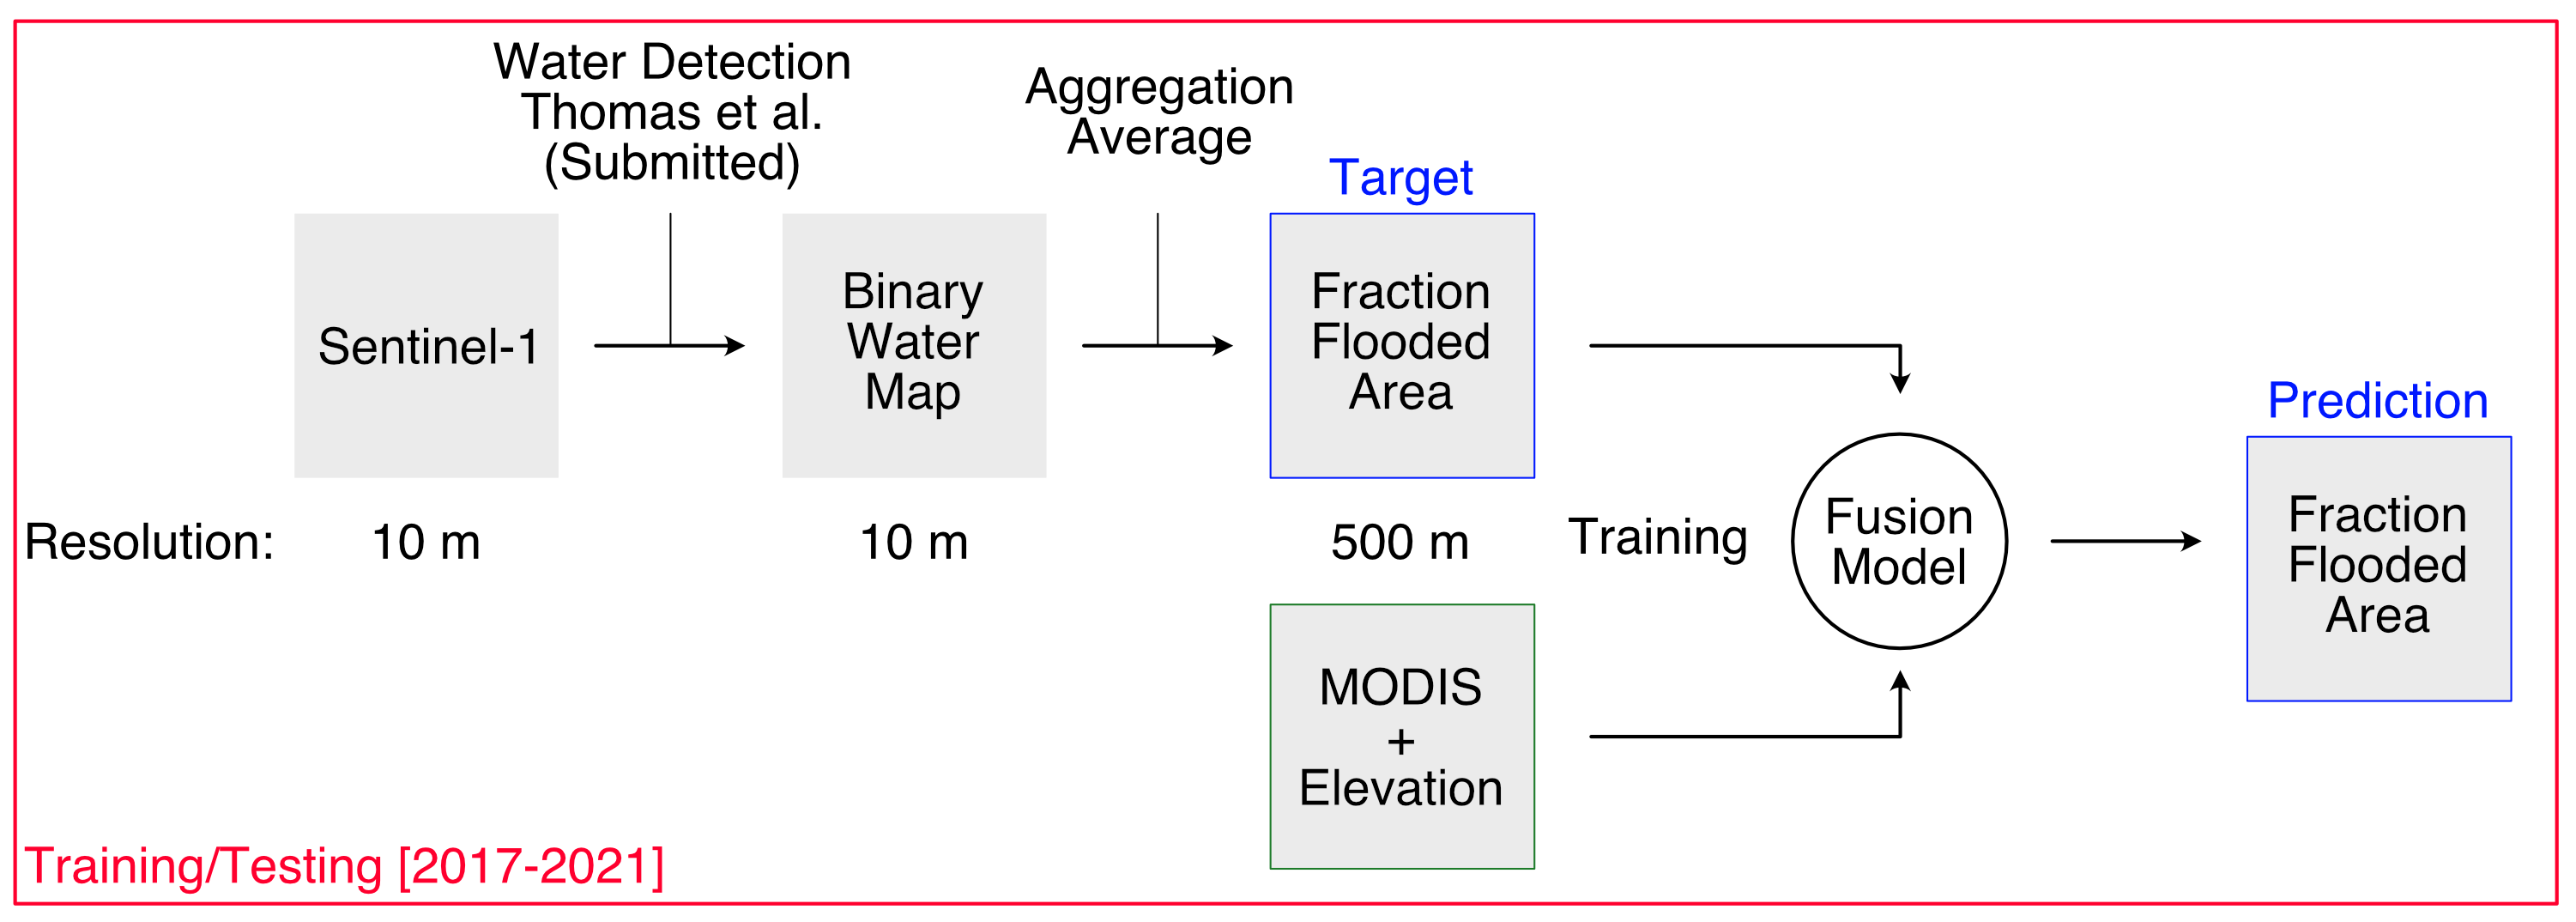 Water Detection
Thomas et al.
(Submitted)
Aggregation
Average
Target
Sentinel-1
Binary
Water
Map
Fraction
Flooded
Area
Prediction
Resolution:
10 m
10 m
500 m
Training
Fusion
Model
Fraction
Flooded
Area
MODIS
+
Elevation
Training/Testing [2017-2021]